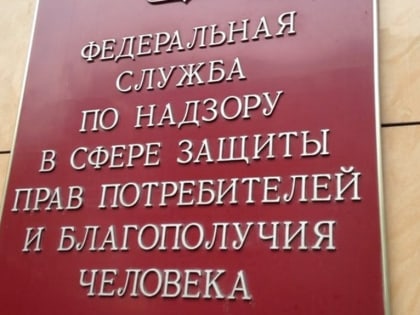 ФЕДЕРАЛЬНАЯ
СЛУЖБА
ПО НАДЗОРУ
В СФЕРЕ ЗАЩИТЫ
ПРАВ ПОТРЕБИТЕЛЕЙ
И БЛАГОПОЛУЧИЯ
ЧЕЛОВЕКА